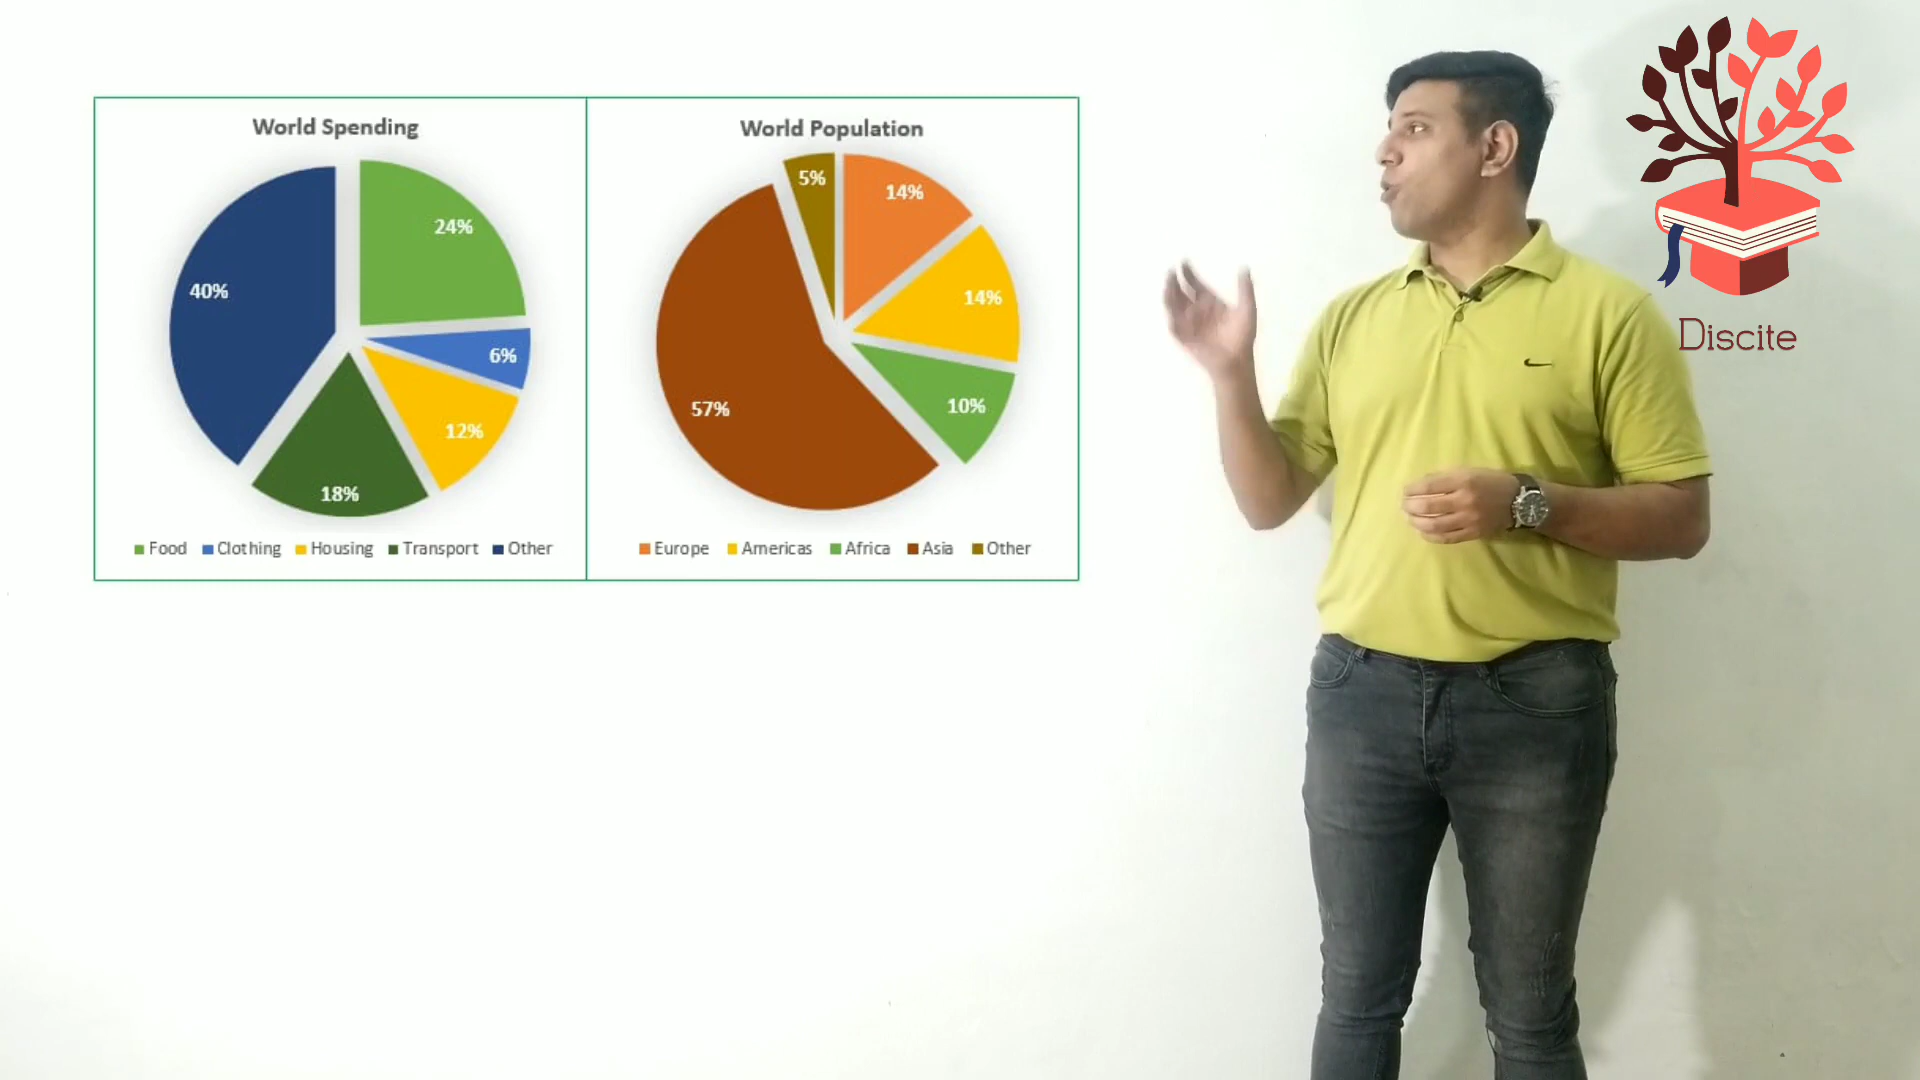 World Spending
24%
40%
6%
12%
18%
Food Clothing Housing Transport Other
World Population
5%
14%
14%
10%
57%
Europe Americas Africa Asia Other
Discite